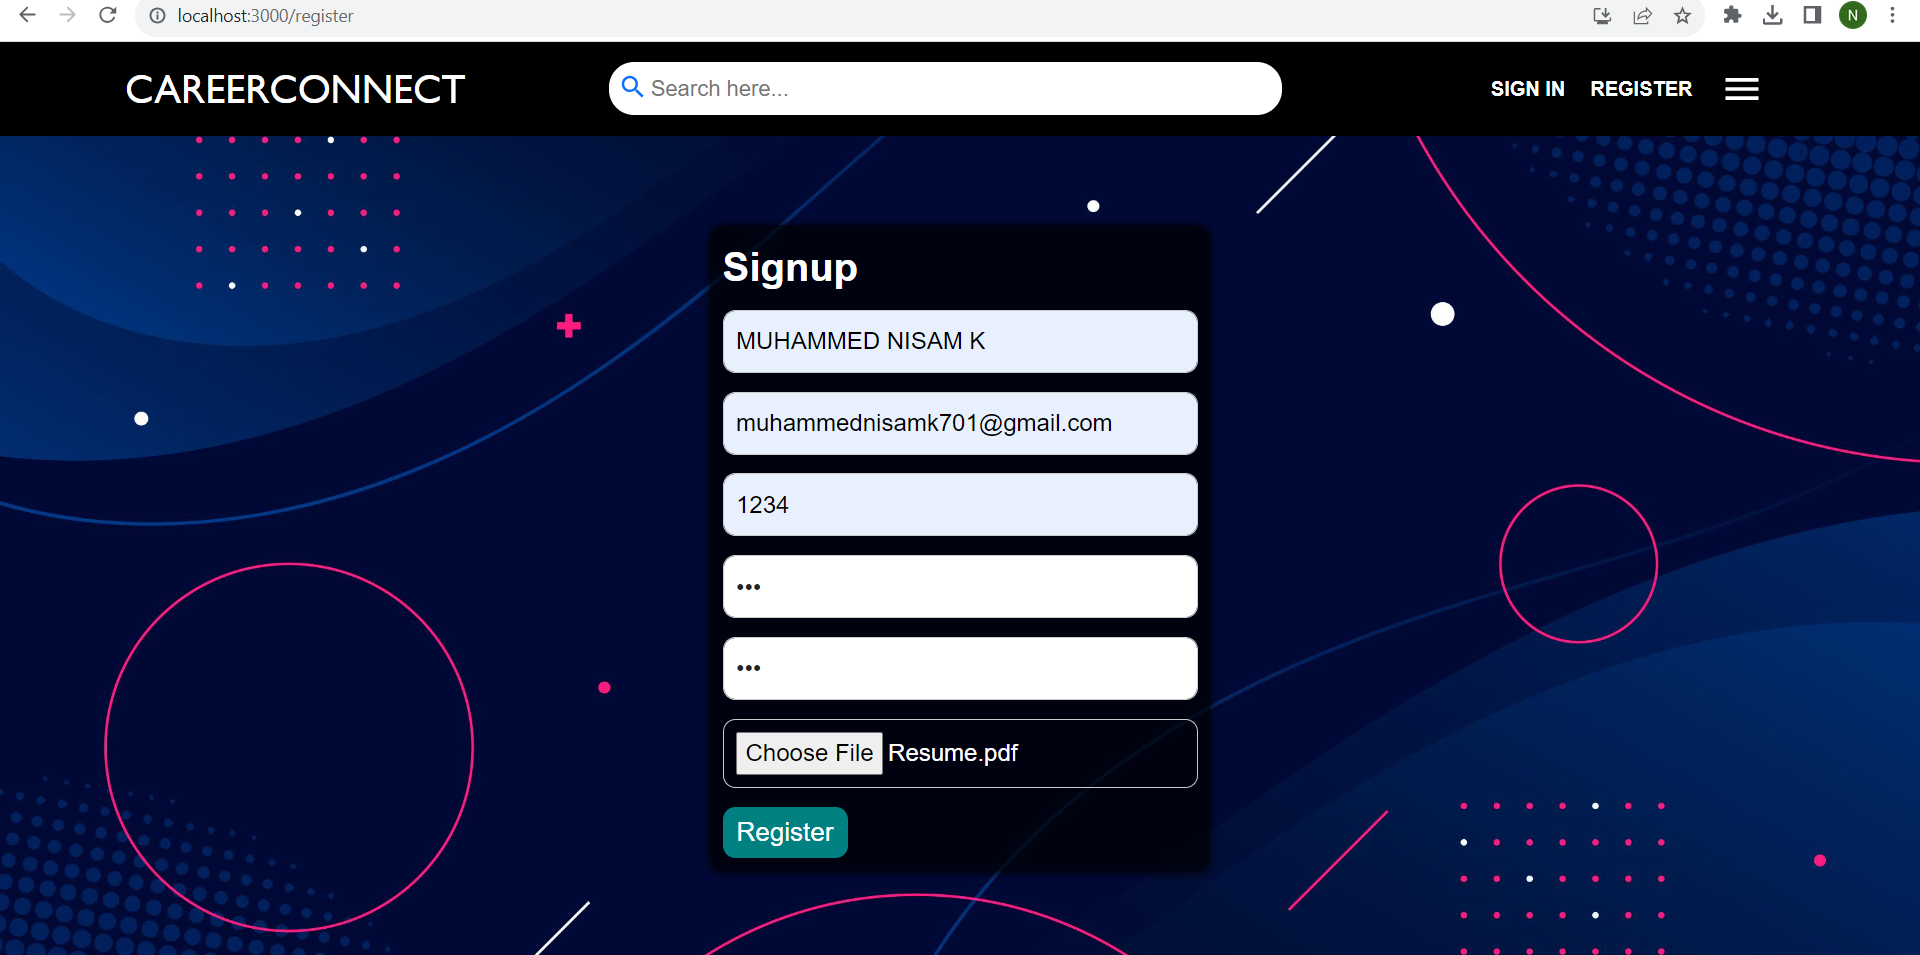 localhost:3000/register
N
CAREERCONNECT
Search here...
SIGN IN
REGISTER
Signup
MUHAMMED NISAM K
muhammednisamk701@gmail.com
1234
•••
•••
Choose File Resume.pdf
Register